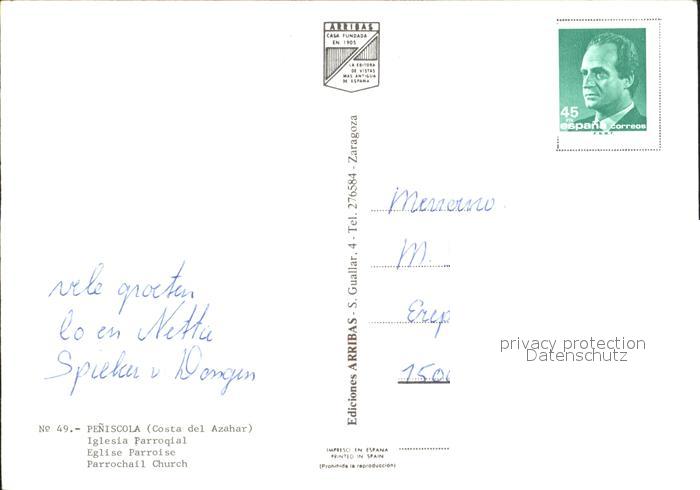 ARRIBAS
CASA FUNDADA
EN 1905
LA EDITORA
DE VISTAS
MAS ANTIGUA
DE ESPAÑA
45
españa correos
F.N.M.T.
vele groeten
Co en Netta
Spieker v Dongen
Nº 49.- PEÑISCOLA (Costa del Azahar)
Iglesia Parroqial
Eglise Parroise
Parrochail Church
Ediciones ARRIBAS - S. Guallar, 4 - Tel. 276584 - Zaragoza
M.
privacy protection
Datenschutz
IMPRESO EN ESPAÑA
PRINTED IN SPAIN
(Prohibida la reproducción)